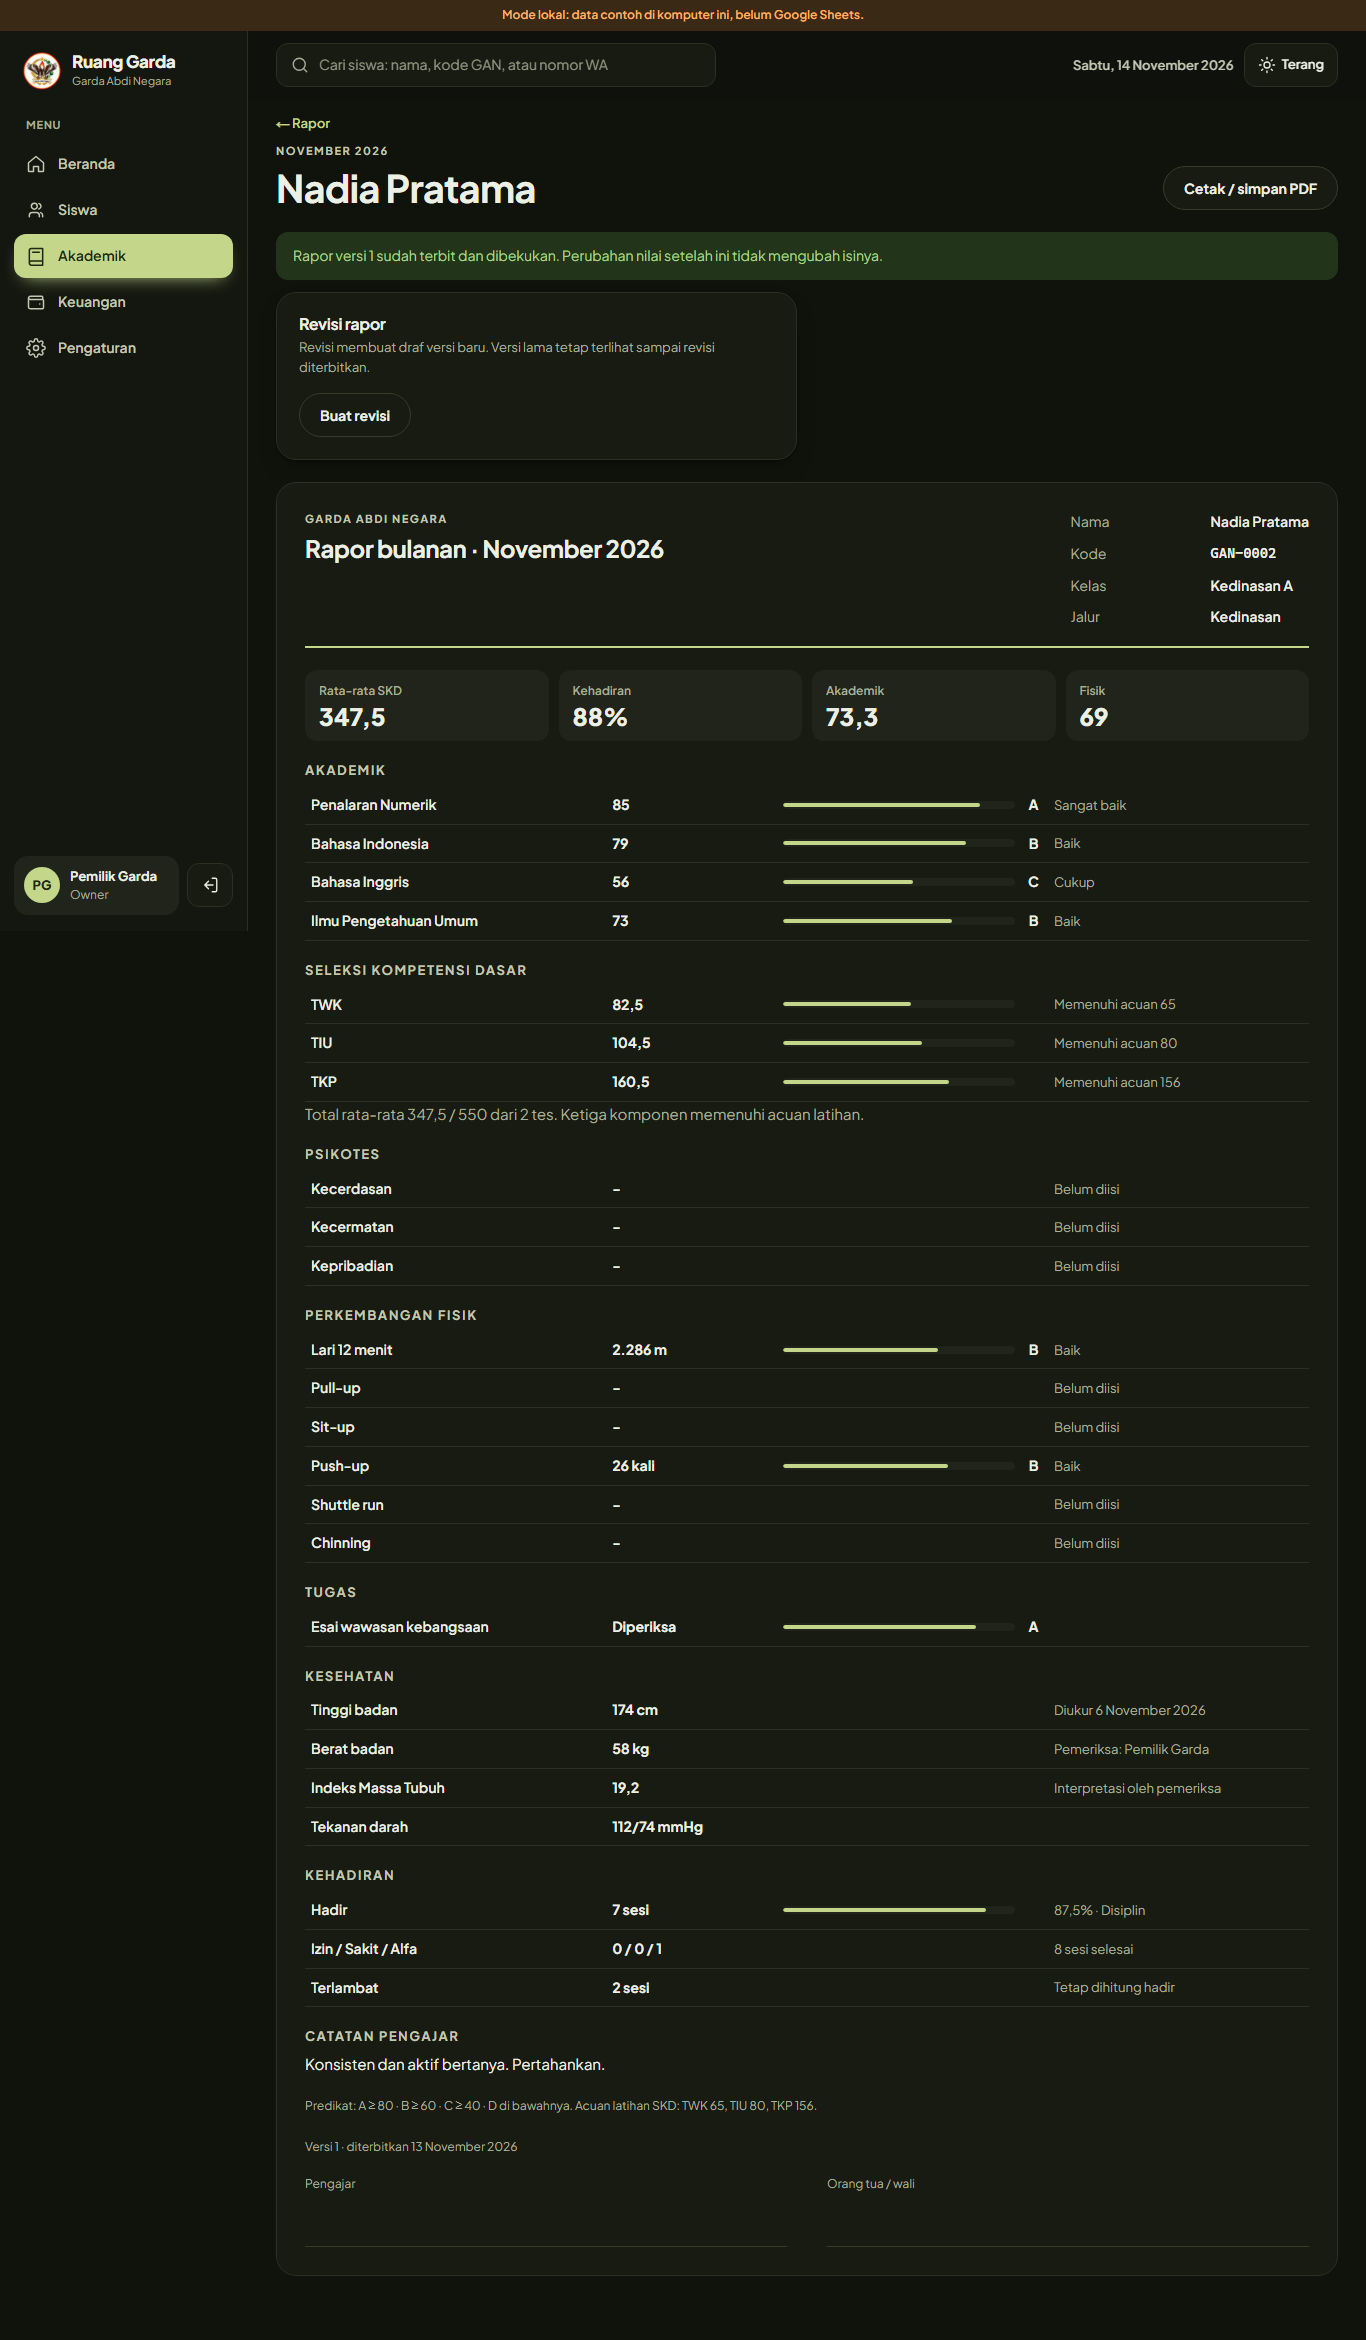 Mode lokal: data contoh di komputer ini, belum Google Sheets.
Ruang Garda
Garda Abdi Negara
MENU
Beranda
Siswa
Akademik
Keuangan
Pengaturan
PG
Pemilik Garda
Owner
Cari siswa: nama, kode GAN, atau nomor WA
Sabtu, 14 November 2026
Terang
← Rapor
NOVEMBER 2026
Nadia Pratama
Cetak / simpan PDF
Rapor versi 1 sudah terbit dan dibekukan. Perubahan nilai setelah ini tidak mengubah isinya.
Revisi rapor
Revisi membuat draf versi baru. Versi lama tetap terlihat sampai revisi
diterbitkan.
Buat revisi
GARDA ABDI NEGARA
Rapor bulanan · November 2026
Nama Nadia Pratama
Kode GAN-0002
Kelas Kedinasan A
Jalur Kedinasan
Rata-rata SKD
347,5
Kehadiran
88%
Akademik
73,3
Fisik
69
AKADEMIK
Penalaran Numerik 85 A Sangat baik
Bahasa Indonesia 79 B Baik
Bahasa Inggris 56 C Cukup
Ilmu Pengetahuan Umum 73 B Baik
SELEKSI KOMPETENSI DASAR
TWK 82,5 Memenuhi acuan 65
TIU 104,5 Memenuhi acuan 80
TKP 160,5 Memenuhi acuan 156
Total rata-rata 347,5 / 550 dari 2 tes. Ketiga komponen memenuhi acuan latihan.
PSIKOTES
Kecerdasan – Belum diisi
Kecermatan – Belum diisi
Kepribadian – Belum diisi
PERKEMBANGAN FISIK
Lari 12 menit 2.286 m B Baik
Pull-up – Belum diisi
Sit-up – Belum diisi
Push-up 26 kali B Baik
Shuttle run – Belum diisi
Chinning – Belum diisi
TUGAS
Esai wawasan kebangsaan Diperiksa A
KESEHATAN
Tinggi badan 174 cm Diukur 6 November 2026
Berat badan 58 kg Pemeriksa: Pemilik Garda
Indeks Massa Tubuh 19,2 Interpretasi oleh pemeriksa
Tekanan darah 112/74 mmHg
KEHADIRAN
Hadir 7 sesi 87,5% · Disiplin
Izin / Sakit / Alfa 0 / 0 / 1 8 sesi selesai
Terlambat 2 sesi Tetap dihitung hadir
CATATAN PENGAJAR
Konsisten dan aktif bertanya. Pertahankan.
Predikat: A ≥ 80 · B ≥ 60 · C ≥ 40 · D di bawahnya. Acuan latihan SKD: TWK 65, TIU 80, TKP 156.
Versi 1 · diterbitkan 13 November 2026
Pengajar
Orang tua / wali